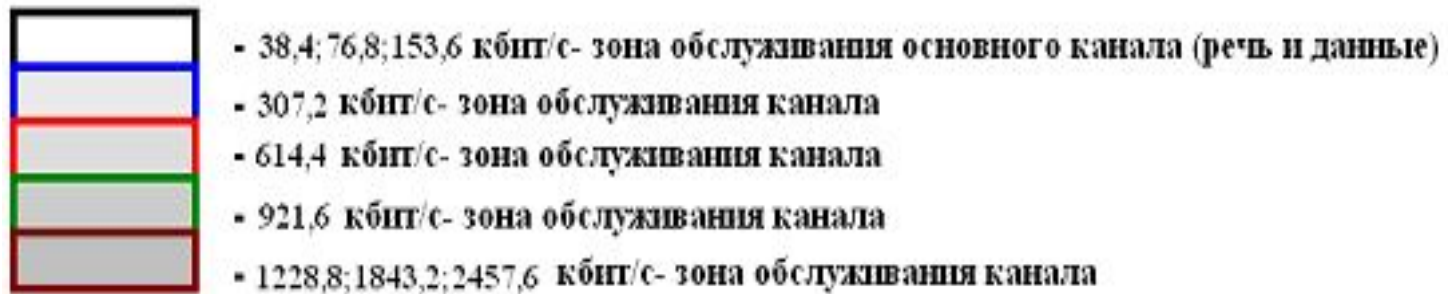 - 38,4;76,8;153,6 кбит/с- зона обслуживания основного канала (речь и данные)
- 307,2 кбит/с- зона обслуживания канала
- 614,4 кбит/с- зона обслуживания канала
- 921,6 кбит/с- зона обслуживания канала
- 1228,8;1843,2;2457,6 кбит/с- зона обслуживания канала